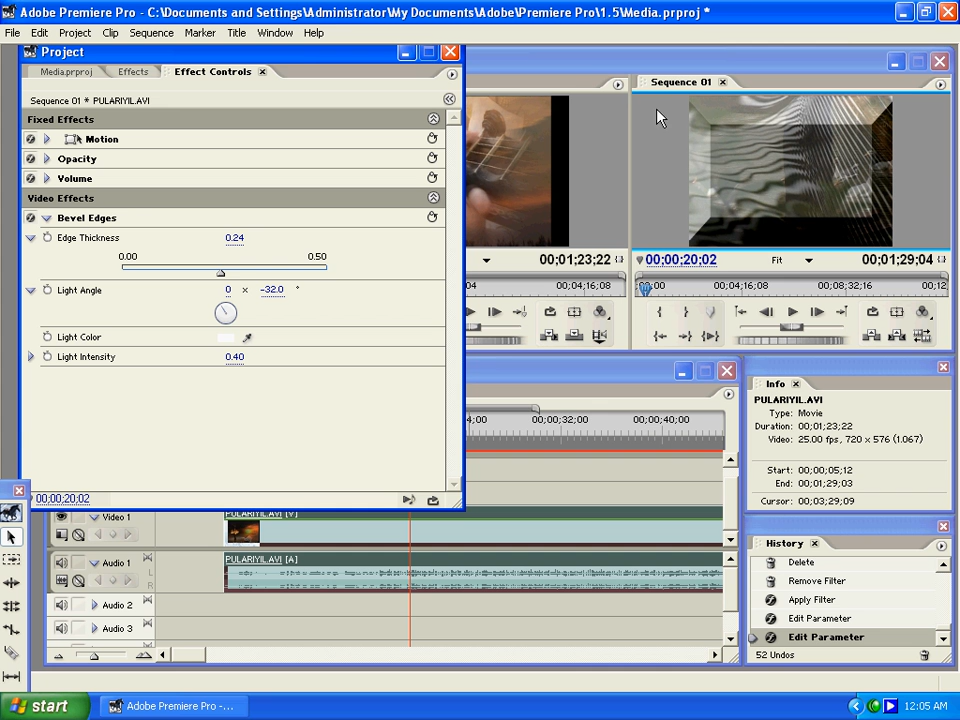 Adobe Premiere Pro - C:\Documents and Settings\Administrator\My Documents\Adobe\Premiere Pro\1.5\Media.prproj *
File Edit Project Clip Sequence Marker Title Window Help
Project
Media.prproj Effects Effect Controls
Sequence 01 * PULARIYIL.AVI
Fixed Effects
Motion
Opacity
Volume
Video Effects
Bevel Edges
Edge Thickness 0.24
0.00 0.50
Light Angle 0 x -32.0 °
Light Color
Light Intensity 0.40
00;00;20;02
Sequence 01
00;01;23;22
00;00;20;02 Fit 00;01;29;04
04 00;04;16;08
00;00 00;04;16;08 00;08;32;16 00;12
4;00 00;00;32;00 00;00;40;00
Video 1
PULARIYIL.AVI [V]
Audio 1
PULARIYIL.AVI [A]
L
R
Audio 2
Audio 3
Info
PULARIYIL.AVI
Type: Movie
Duration: 00;01;23;22
Video: 25.00 fps, 720 x 576 (1.067)
Start: 00;00;05;12
End: 00;01;29;03
Cursor: 00;03;29;09
History
Delete
Remove Filter
Apply Filter
Edit Parameter
Edit Parameter
52 Undos
start
Adobe Premiere Pro -...
12:05 AM